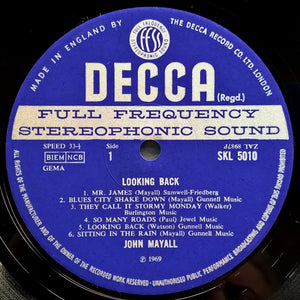 MADE IN ENGLAND BY
THE DECCA RECORD CO. LTD. LONDON.
FULL FREQUENCY
STEREOPHONIC SOUND
ffss
DECCA
(Regd.)
FULL FREQUENCY
STEREOPHONIC SOUND
SPEED 33⅓
BIEM NCB
GEMA
Side
1
ZAL 8976
SKL 5010
LOOKING BACK
1. MR. JAMES (Mayall) Sanwell-Friedberg
2. BLUES CITY SHAKE DOWN (Mayall) Gunnell Music
3. THEY CALL IT STORMY MONDAY (Walker)
Burlington Music
4. SO MANY ROADS (Paul) Jewel Music
5. LOOKING BACK (Watson) Gunnell Music
6. SITTING IN THE RAIN (Mayall) Gunnell Music
JOHN MAYALL
℗ 1969
ALL RIGHTS OF THE MANUFACTURER AND OF THE OWNER OF THE RECORDED WORK RESERVED · UNAUTHORISED PUBLIC PERFORMANCE, BROADCASTING AND COPYING OF THIS RECORD PROHIBITED